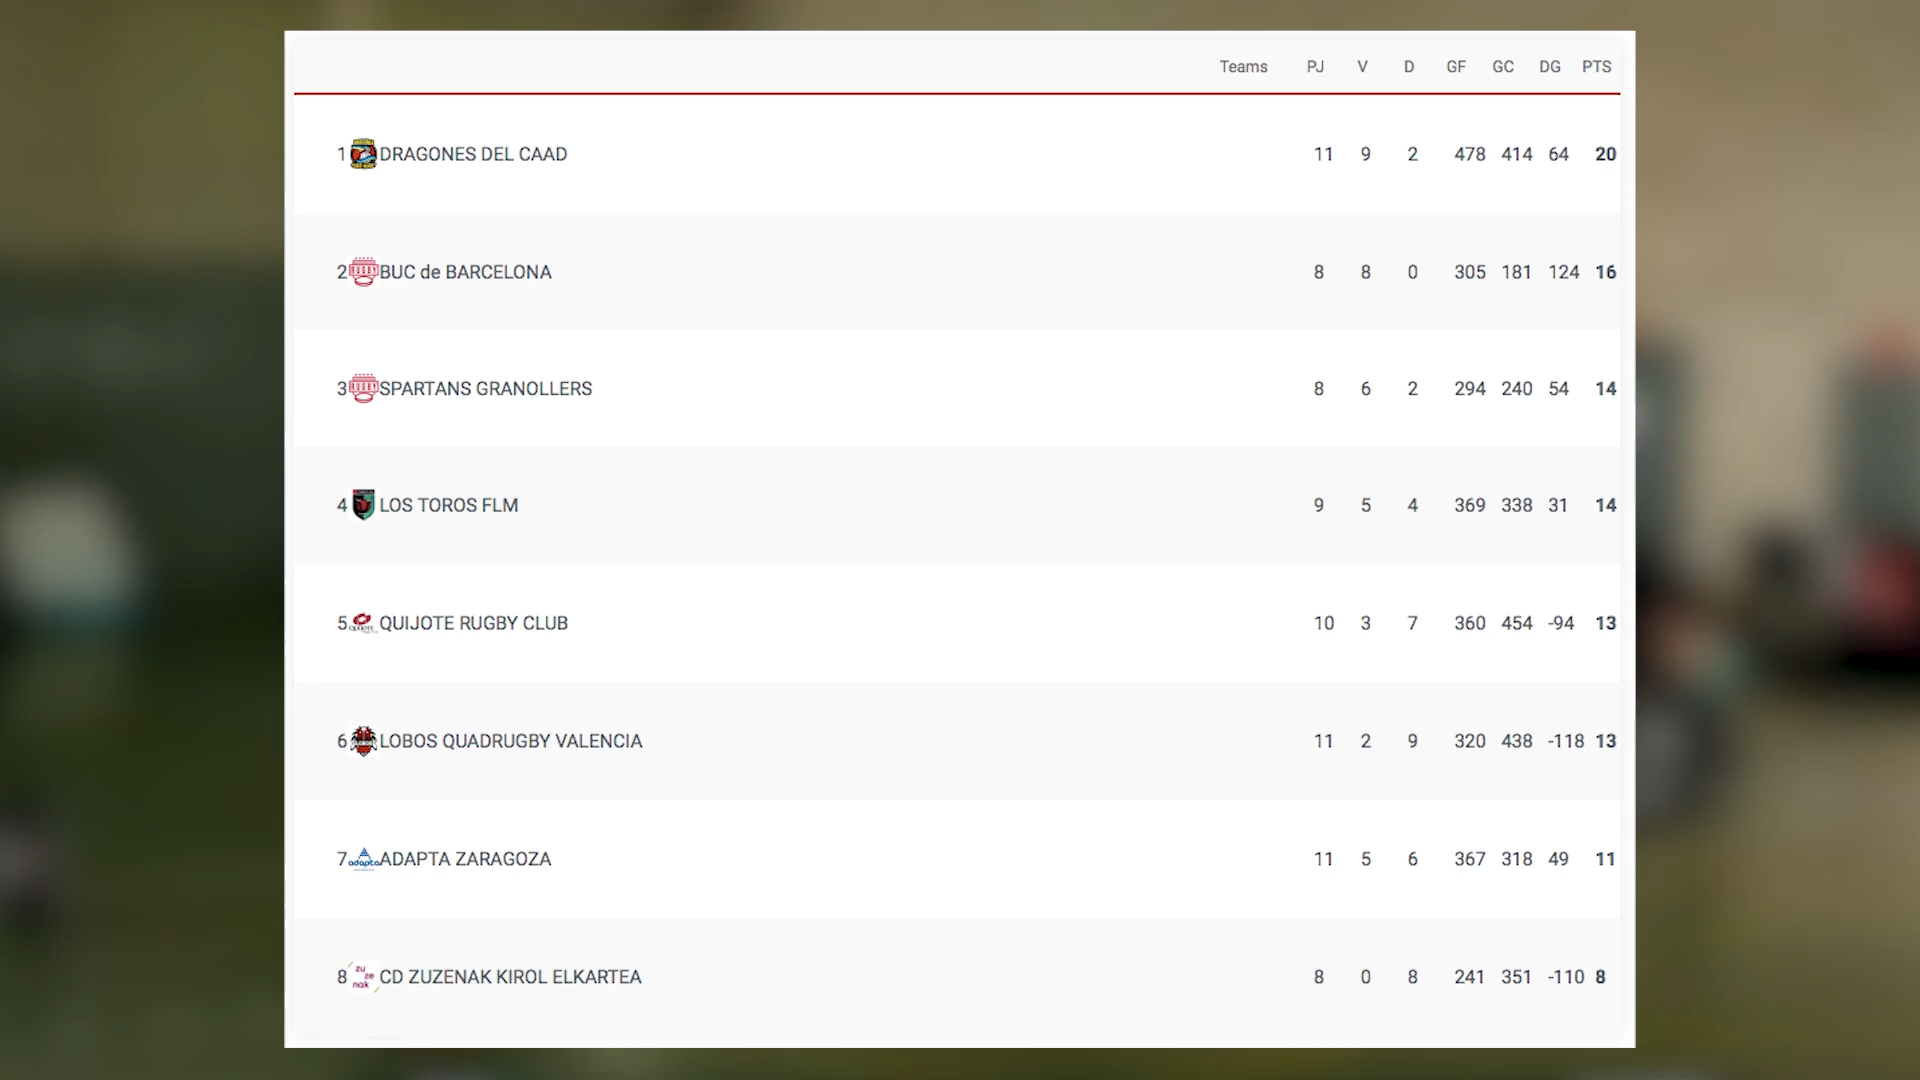 Teams PJ V D GF GC DG PTS
1 DRAGONES DEL CAAD 11 9 2 478 414 64 20
2 RUGBY BUC de BARCELONA 8 8 0 305 181 124 16
3 RUGBY SPARTANS GRANOLLERS 8 6 2 294 240 54 14
4 LOS TOROS FLM 9 5 4 369 338 31 14
5 QUIJOTE QUIJOTE RUGBY CLUB 10 3 7 360 454 -94 13
6 LOBOS QUADRUGBY VALENCIA 11 2 9 320 438 -118 13
7 adapta ADAPTA ZARAGOZA 11 5 6 367 318 49 11
8 zu ze nak CD ZUZENAK KIROL ELKARTEA 8 0 8 241 351 -110 8